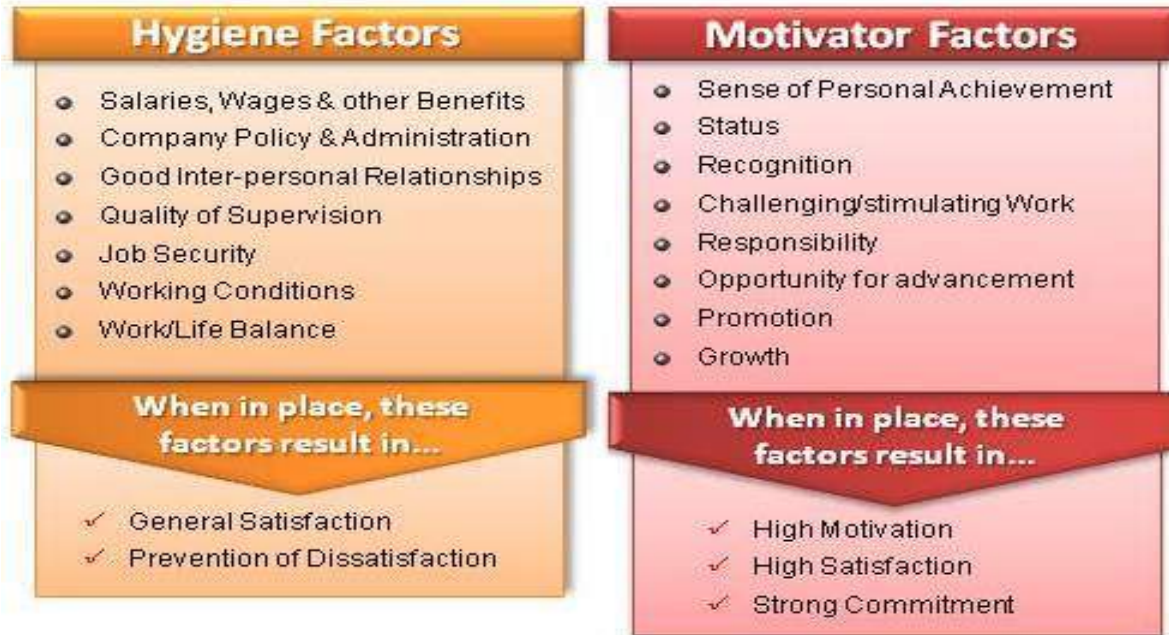 Hygiene Factors
Salaries, Wages & other Benefits
Company Policy & Administration
Good Inter-personal Relationships
Quality of Supervision
Job Security
Working Conditions
Work/Life Balance
When in place, these
factors result in...
General Satisfaction
Prevention of Dissatisfaction
Motivator Factors
Sense of Personal Achievement
Status
Recognition
Challenging/stimulating Work
Responsibility
Opportunity for advancement
Promotion
Growth
When in place, these
factors result in...
High Motivation
High Satisfaction
Strong Commitment